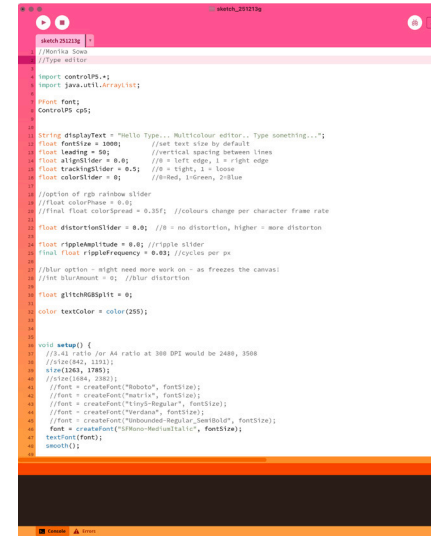 sketch_251213g
sketch 251213g
//Monika Sowa
//Type editor
import controlP5.*;
import java.util.ArrayList;
PFont font;
ControlP5 cp5;
String displayText = "Hello Type... Multicolour editor.. Type something...";
float fontSize = 1000; //set text size by default
float leading = 50; //vertical spacing between lines
float alignSlider = 0.0; //0 = left edge, 1 = right edge
float trackingSlider = 0.5; //0 = tight, 1 = loose
float colorSlider = 0; //0=Red, 1=Green, 2=Blue
//option of rgb rainbow slider
//float colorPhase = 0.0;
//final float colorSpread = 0.35f; //colours change per character frame rate
float distortionSlider = 0.0; //0 = no distortion, higher = more distorton
float rippleAmplitude = 0.0; //ripple slider
final float rippleFrequency = 0.03; //cycles per px
//blur option - might need more work on - as freezes the canvas!
//int blurAmount = 0; //blur distortion
float glitchRGBSplit = 0;
color textColor = color(255);
void setup() {
//3.41 ratio /or A4 ratio at 300 DPI would be 2480, 3508
//size(842, 1191);
size(1263, 1785);
//size(1684, 2382);
//font = createFont("Roboto", fontSize);
//font = createFont("matrix", fontSize);
//font = createFont("tiny5-Regular", fontSize);
//font = createFont("Verdana", fontSize);
//font = createFont("Unbounded-Regular_SemiBold", fontSize);
font = createFont("SFMono-MediumItalic", fontSize);
textFont(font);
smooth();
Console Errors